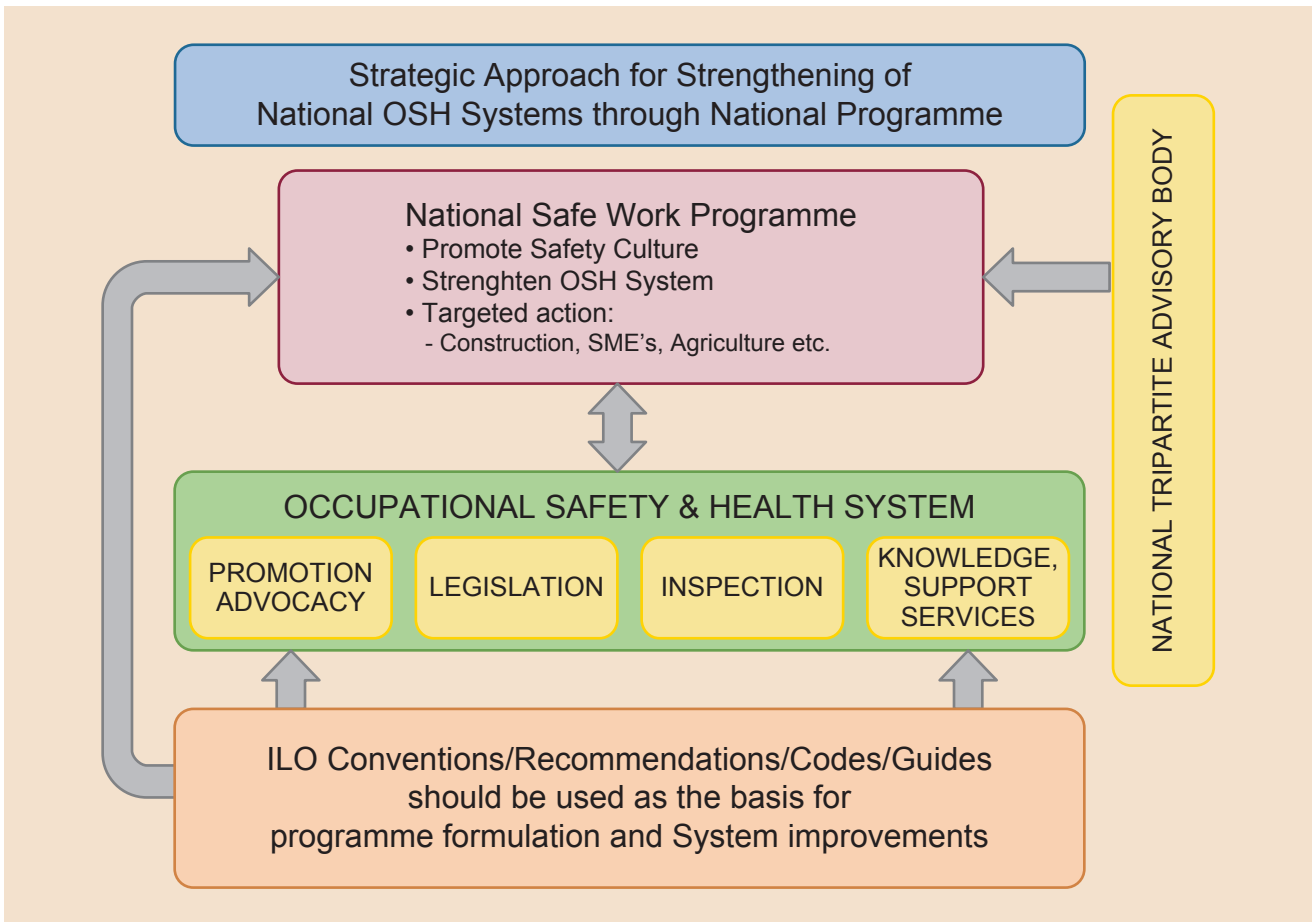 Strategic Approach for Strengthening of
National OSH Systems through National Programme
National Safe Work Programme
• Promote Safety Culture
• Strenghten OSH System
• Targeted action:
- Construction, SME's, Agriculture etc.
NATIONAL TRIPARTITE ADVISORY BODY
OCCUPATIONAL SAFETY & HEALTH SYSTEM
PROMOTION
ADVOCACY
LEGISLATION
INSPECTION
KNOWLEDGE,
SUPPORT
SERVICES
ILO Conventions/Recommendations/Codes/Guides
should be used as the basis for
programme formulation and System improvements